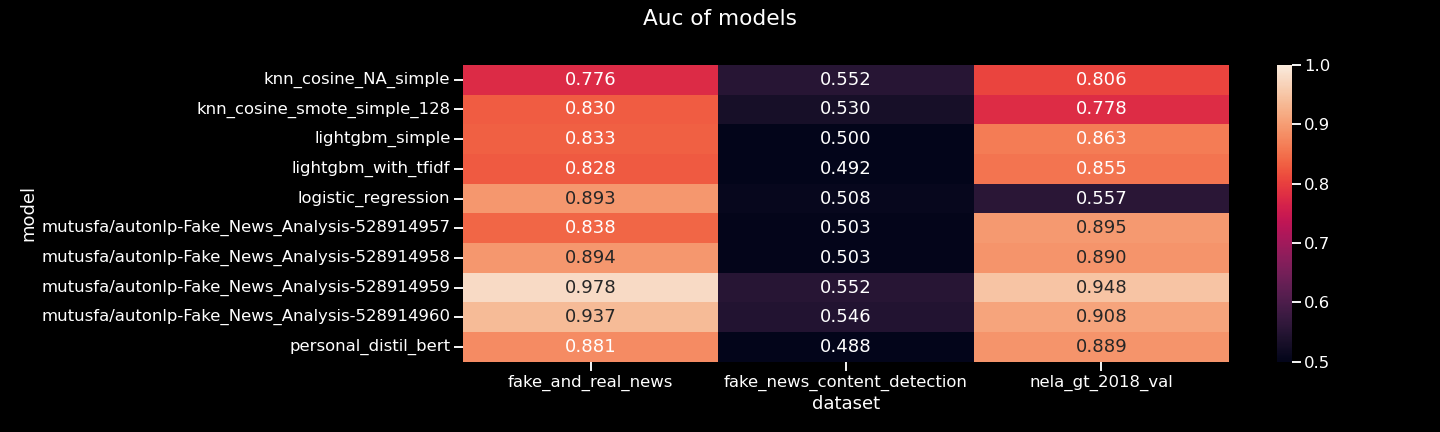 Auc of models
model
knn_cosine_NA_simple 0.776 0.552 0.806
knn_cosine_smote_simple_128 0.830 0.530 0.778
lightgbm_simple 0.833 0.500 0.863
lightgbm_with_tfidf 0.828 0.492 0.855
logistic_regression 0.893 0.508 0.557
mutusfa/autonlp-Fake_News_Analysis-528914957 0.838 0.503 0.895
mutusfa/autonlp-Fake_News_Analysis-528914958 0.894 0.503 0.890
mutusfa/autonlp-Fake_News_Analysis-528914959 0.978 0.552 0.948
mutusfa/autonlp-Fake_News_Analysis-528914960 0.937 0.546 0.908
personal_distil_bert 0.881 0.488 0.889
fake_and_real_news fake_news_content_detection nela_gt_2018_val
dataset
1.0
0.9
0.8
0.7
0.6
0.5